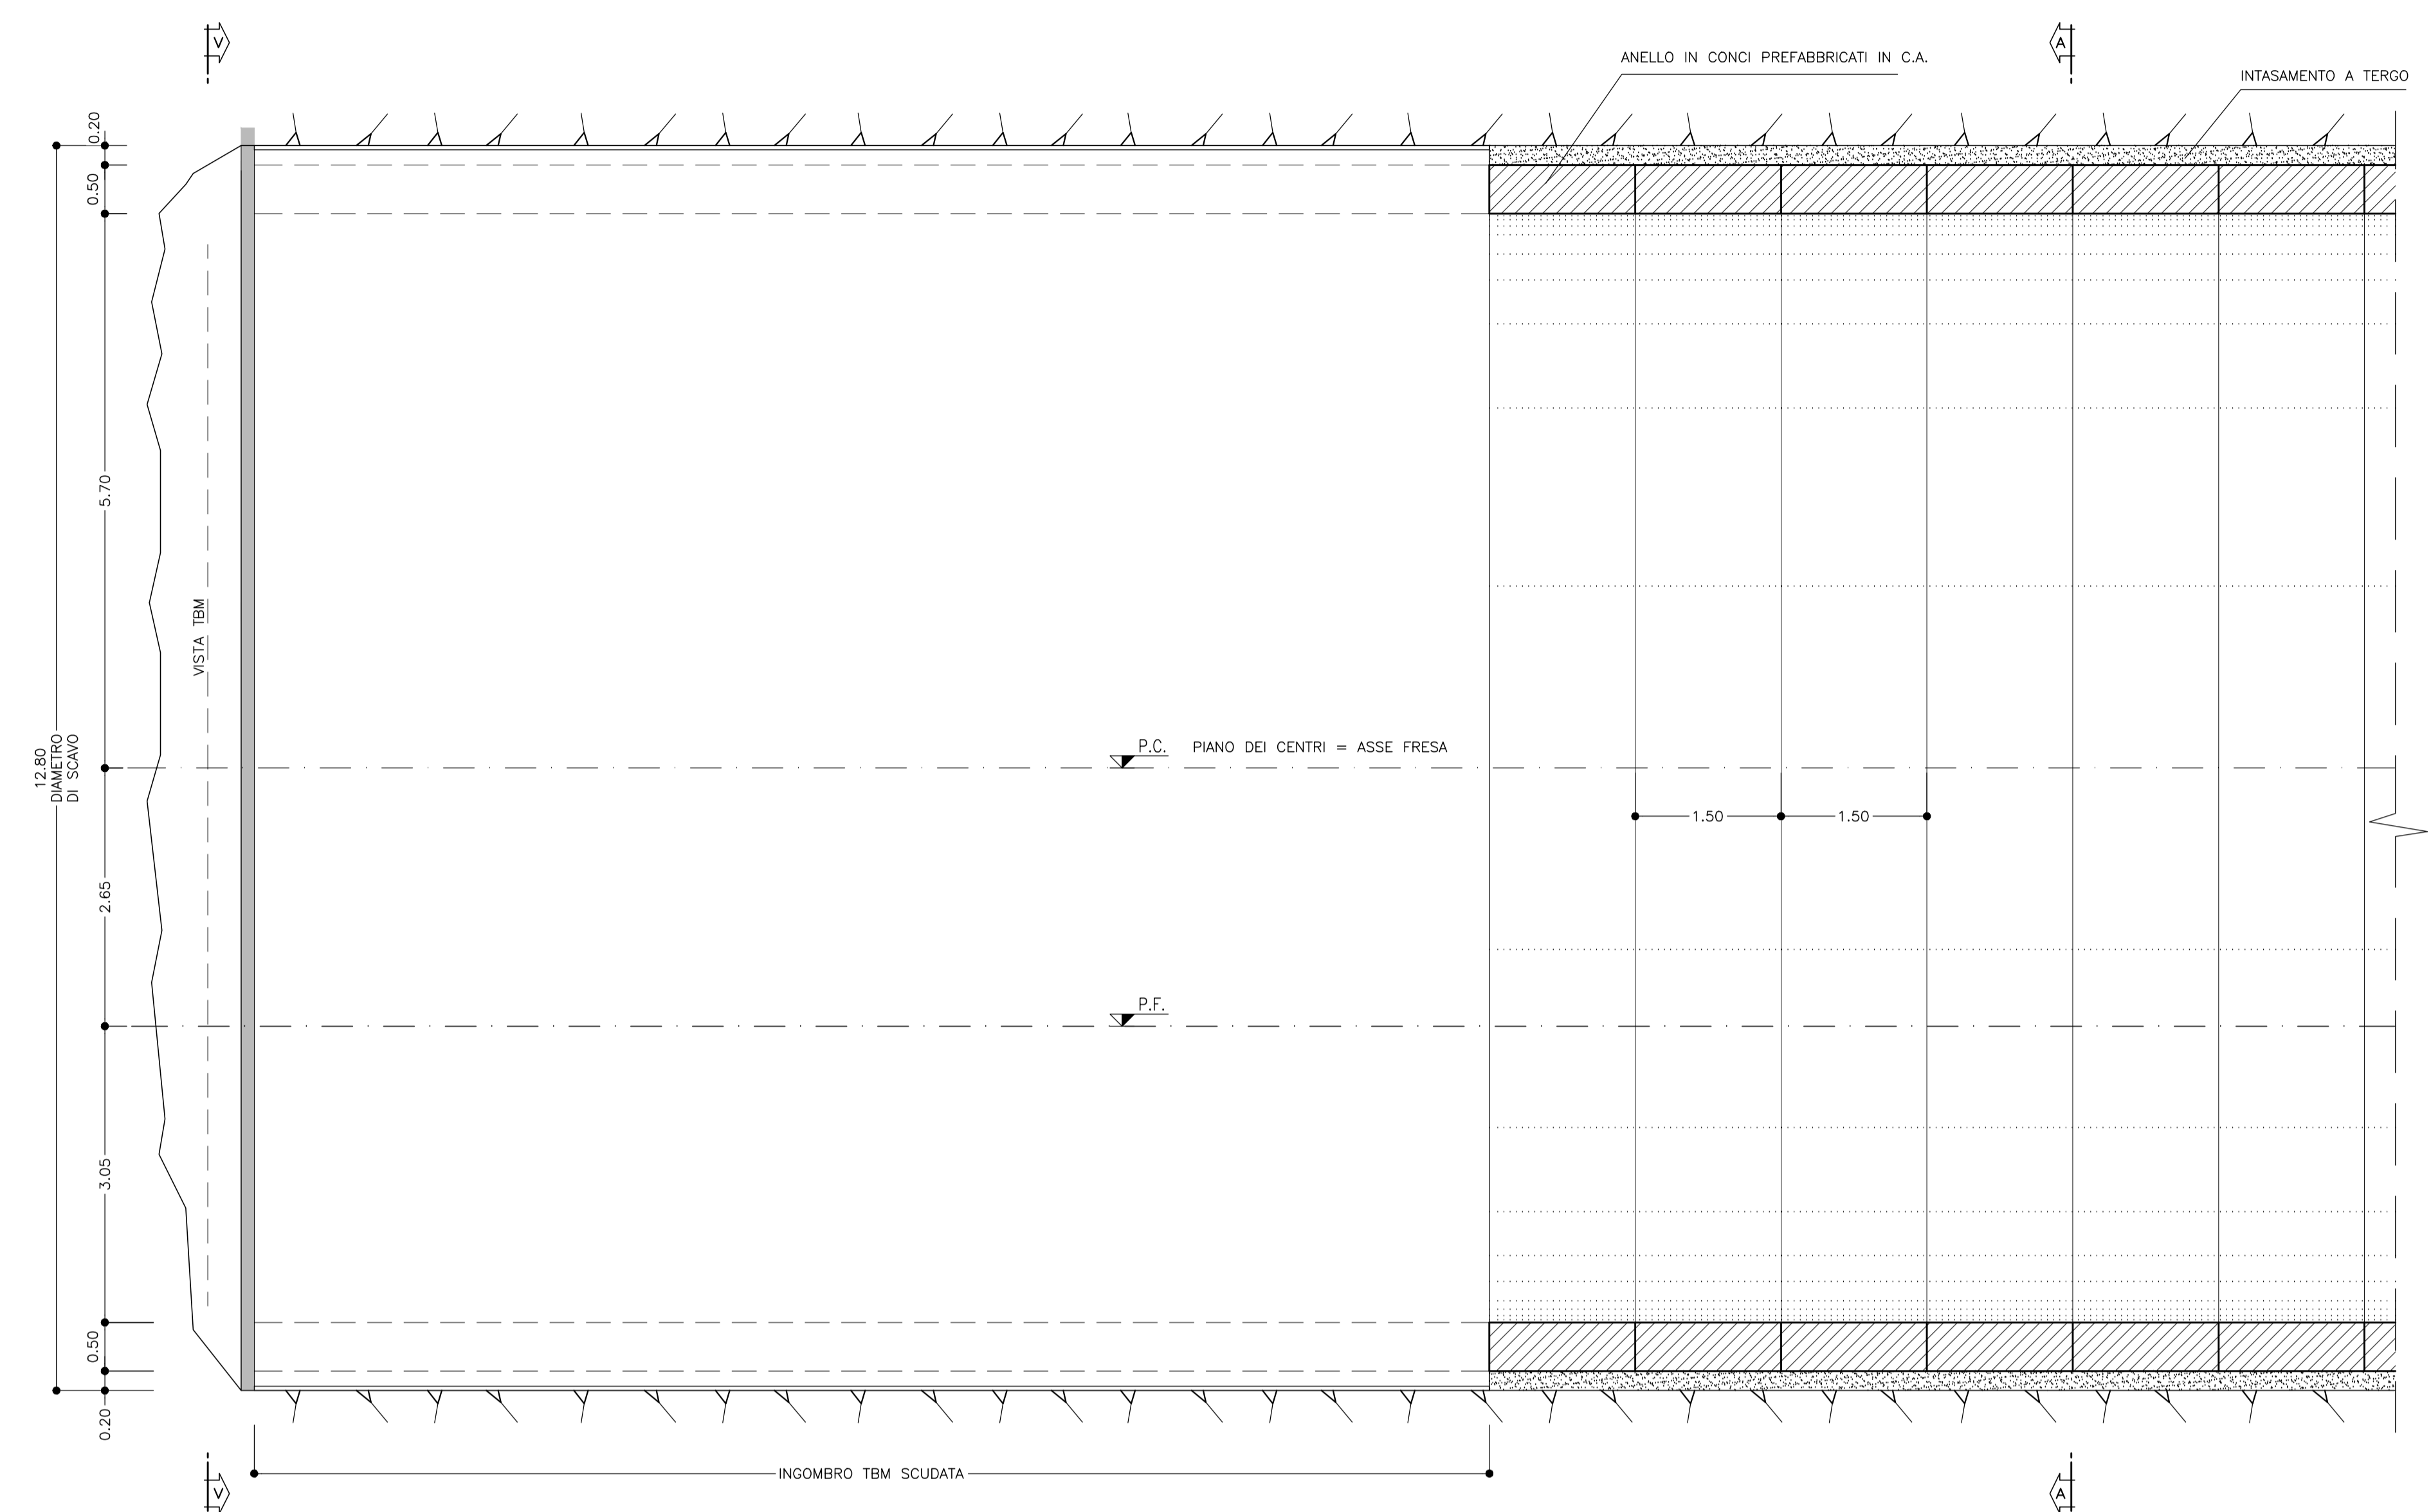 V
A
ANELLO IN CONCI PREFABBRICATI IN C.A.
INTASAMENTO A TERGO
0.20
0.50
5.70
VISTA TBM
12.80
DIAMETRO
DI SCAVO
P.C. PIANO DEI CENTRI = ASSE FRESA
1.50
1.50
2.65
P.F.
3.05
0.50
0.20
INGOMBRO TBM SCUDATA
V
A